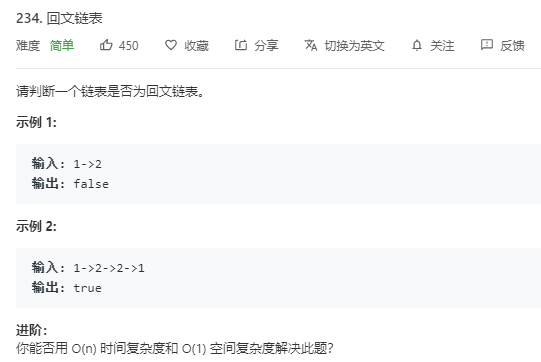 234. 回文链表
难度 简单 450 收藏 分享 切换为英文 关注 反馈
请判断一个链表是否为回文链表。
示例 1:
输入: 1->2
输出: false
示例 2:
输入: 1->2->2->1
输出: true
进阶:
你能否用 O(n) 时间复杂度和 O(1) 空间复杂度解决此题?